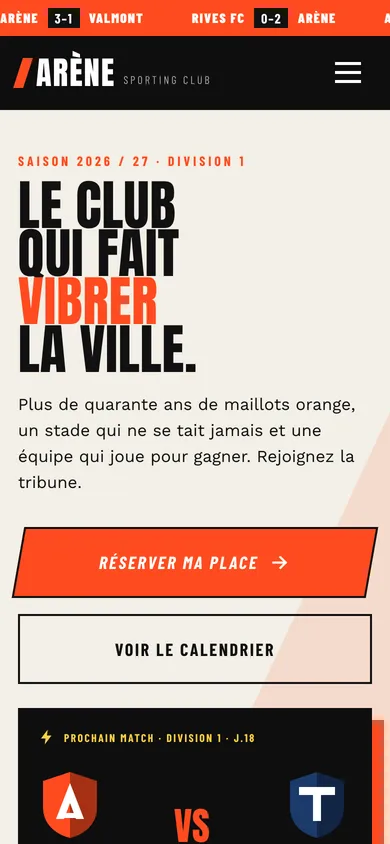 ARÈNE 3–1 VALMONT RIVES FC 0–2 ARÈNE
ARÈNE SPORTING CLUB
SAISON 2026 / 27 · DIVISION 1
LE CLUB
QUI FAIT
VIBRER
LA VILLE.
Plus de quarante ans de maillots orange,
un stade qui ne se tait jamais et une
équipe qui joue pour gagner. Rejoignez la
tribune.
RÉSERVER MA PLACE →
VOIR LE CALENDRIER
PROCHAIN MATCH · DIVISION 1 · J.18
A VS T